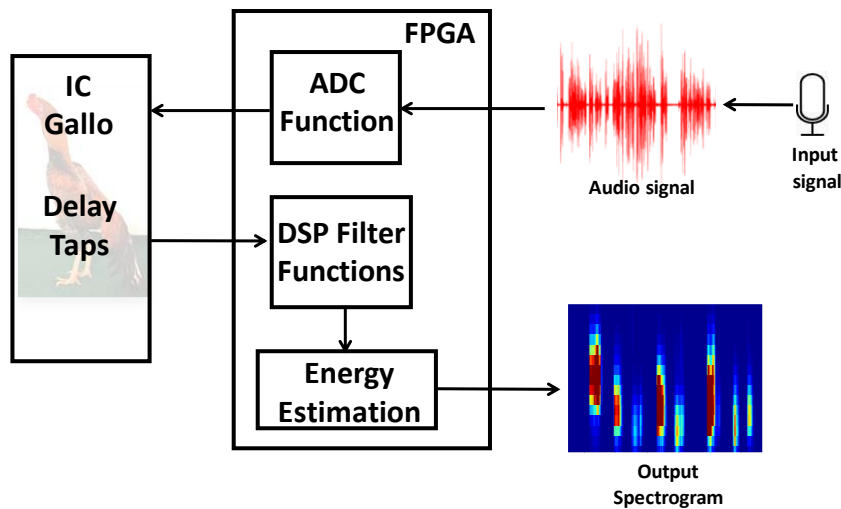 FPGA
IC
Gallo
Delay
Taps
ADC
Function
Audio signal
Input
signal
DSP Filter
Functions
Energy
Estimation
Output
Spectrogram